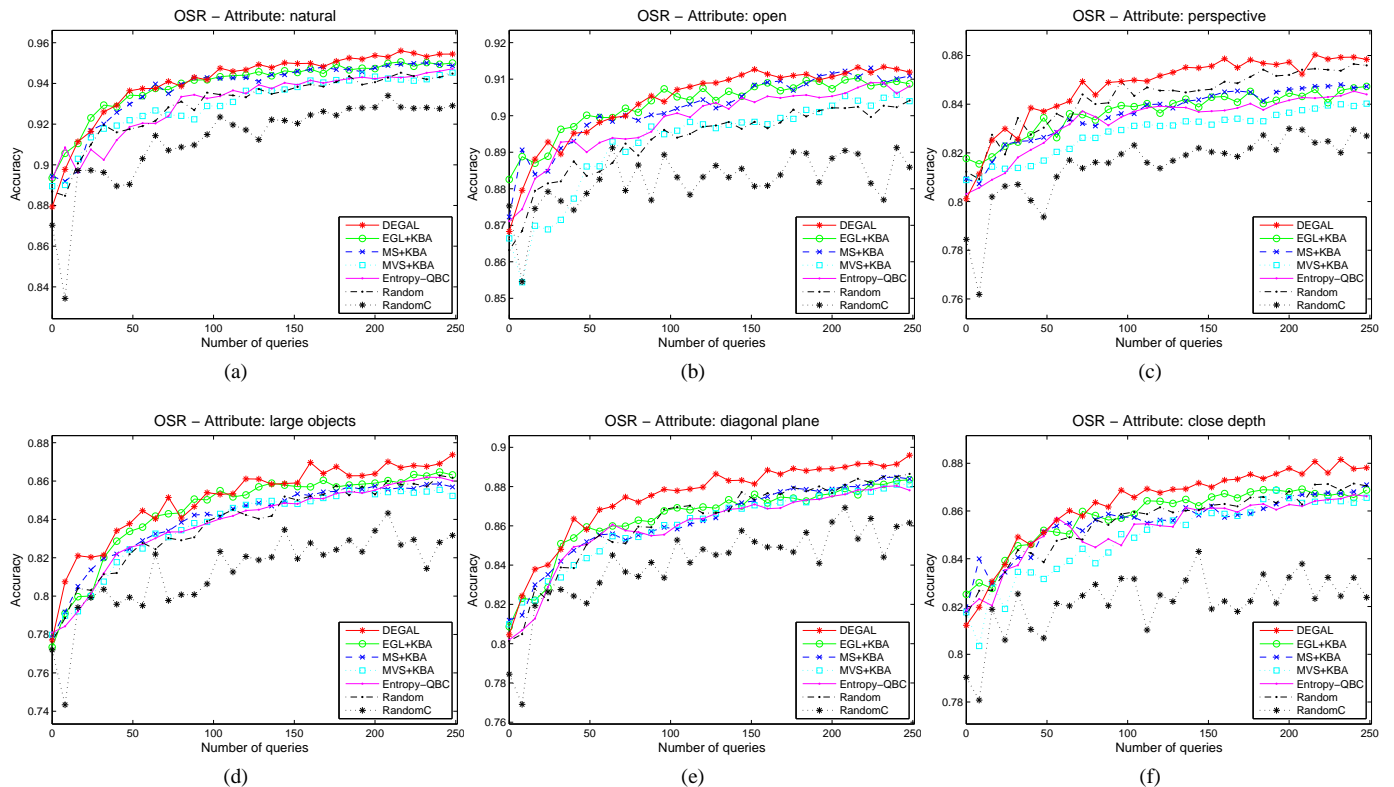 OSR − Attribute: natural
0.96
0.94
0.92
0.9
0.88
0.86
0.84
Accuracy
0 50 100 150 200 250
Number of queries
DEGAL
EGL+KBA
MS+KBA
MVS+KBA
Entropy−QBC
Random
RandomC
(a)
OSR − Attribute: open
0.92
0.91
0.9
0.89
0.88
0.87
0.86
0.85
Accuracy
0 50 100 150 200 250
Number of queries
DEGAL
EGL+KBA
MS+KBA
MVS+KBA
Entropy−QBC
Random
RandomC
(b)
OSR − Attribute: perspective
0.86
0.84
0.82
0.8
0.78
0.76
Accuracy
0 50 100 150 200 250
Number of queries
DEGAL
EGL+KBA
MS+KBA
MVS+KBA
Entropy−QBC
Random
RandomC
(c)
OSR − Attribute: large objects
0.88
0.86
0.84
0.82
0.8
0.78
0.76
0.74
Accuracy
0 50 100 150 200 250
Number of queries
DEGAL
EGL+KBA
MS+KBA
MVS+KBA
Entropy−QBC
Random
RandomC
(d)
OSR − Attribute: diagonal plane
0.9
0.88
0.86
0.84
0.82
0.8
0.78
0.76
Accuracy
0 50 100 150 200 250
Number of queries
DEGAL
EGL+KBA
MS+KBA
MVS+KBA
Entropy−QBC
Random
RandomC
(e)
OSR − Attribute: close depth
0.88
0.86
0.84
0.82
0.8
0.78
Accuracy
0 50 100 150 200 250
Number of queries
DEGAL
EGL+KBA
MS+KBA
MVS+KBA
Entropy−QBC
Random
RandomC
(f)